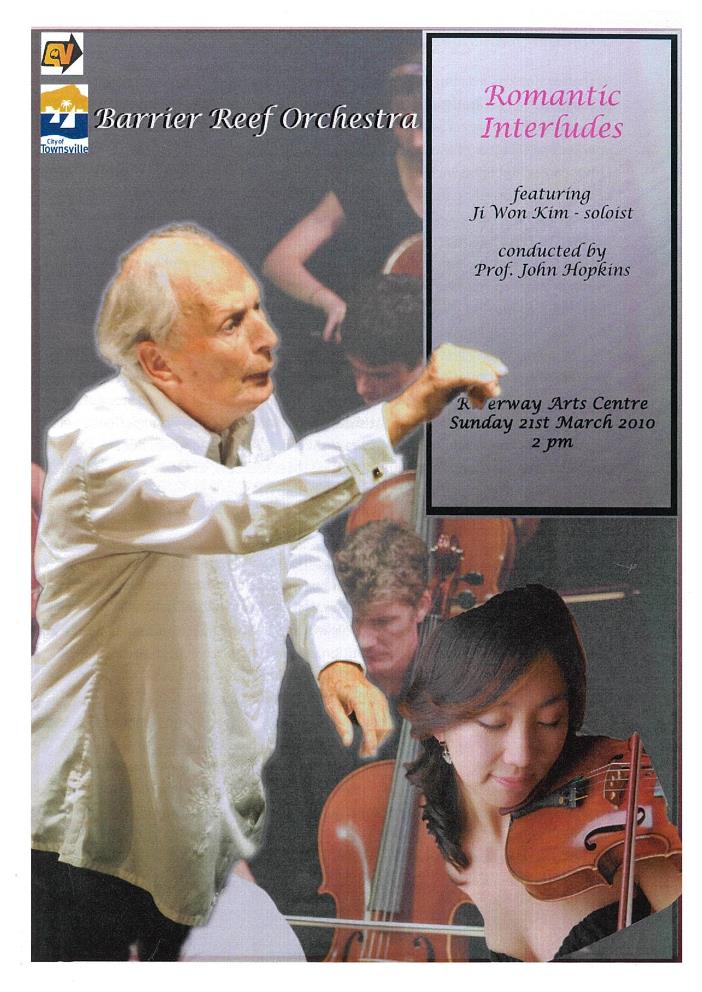 City of
Townsville
Barrier Reef Orchestra
Romantic
Interludes
featuring
Ji Won Kim - soloist
conducted by
Prof. John Hopkins
R erway Arts Centre
Sunday 21st March 2010
2 pm